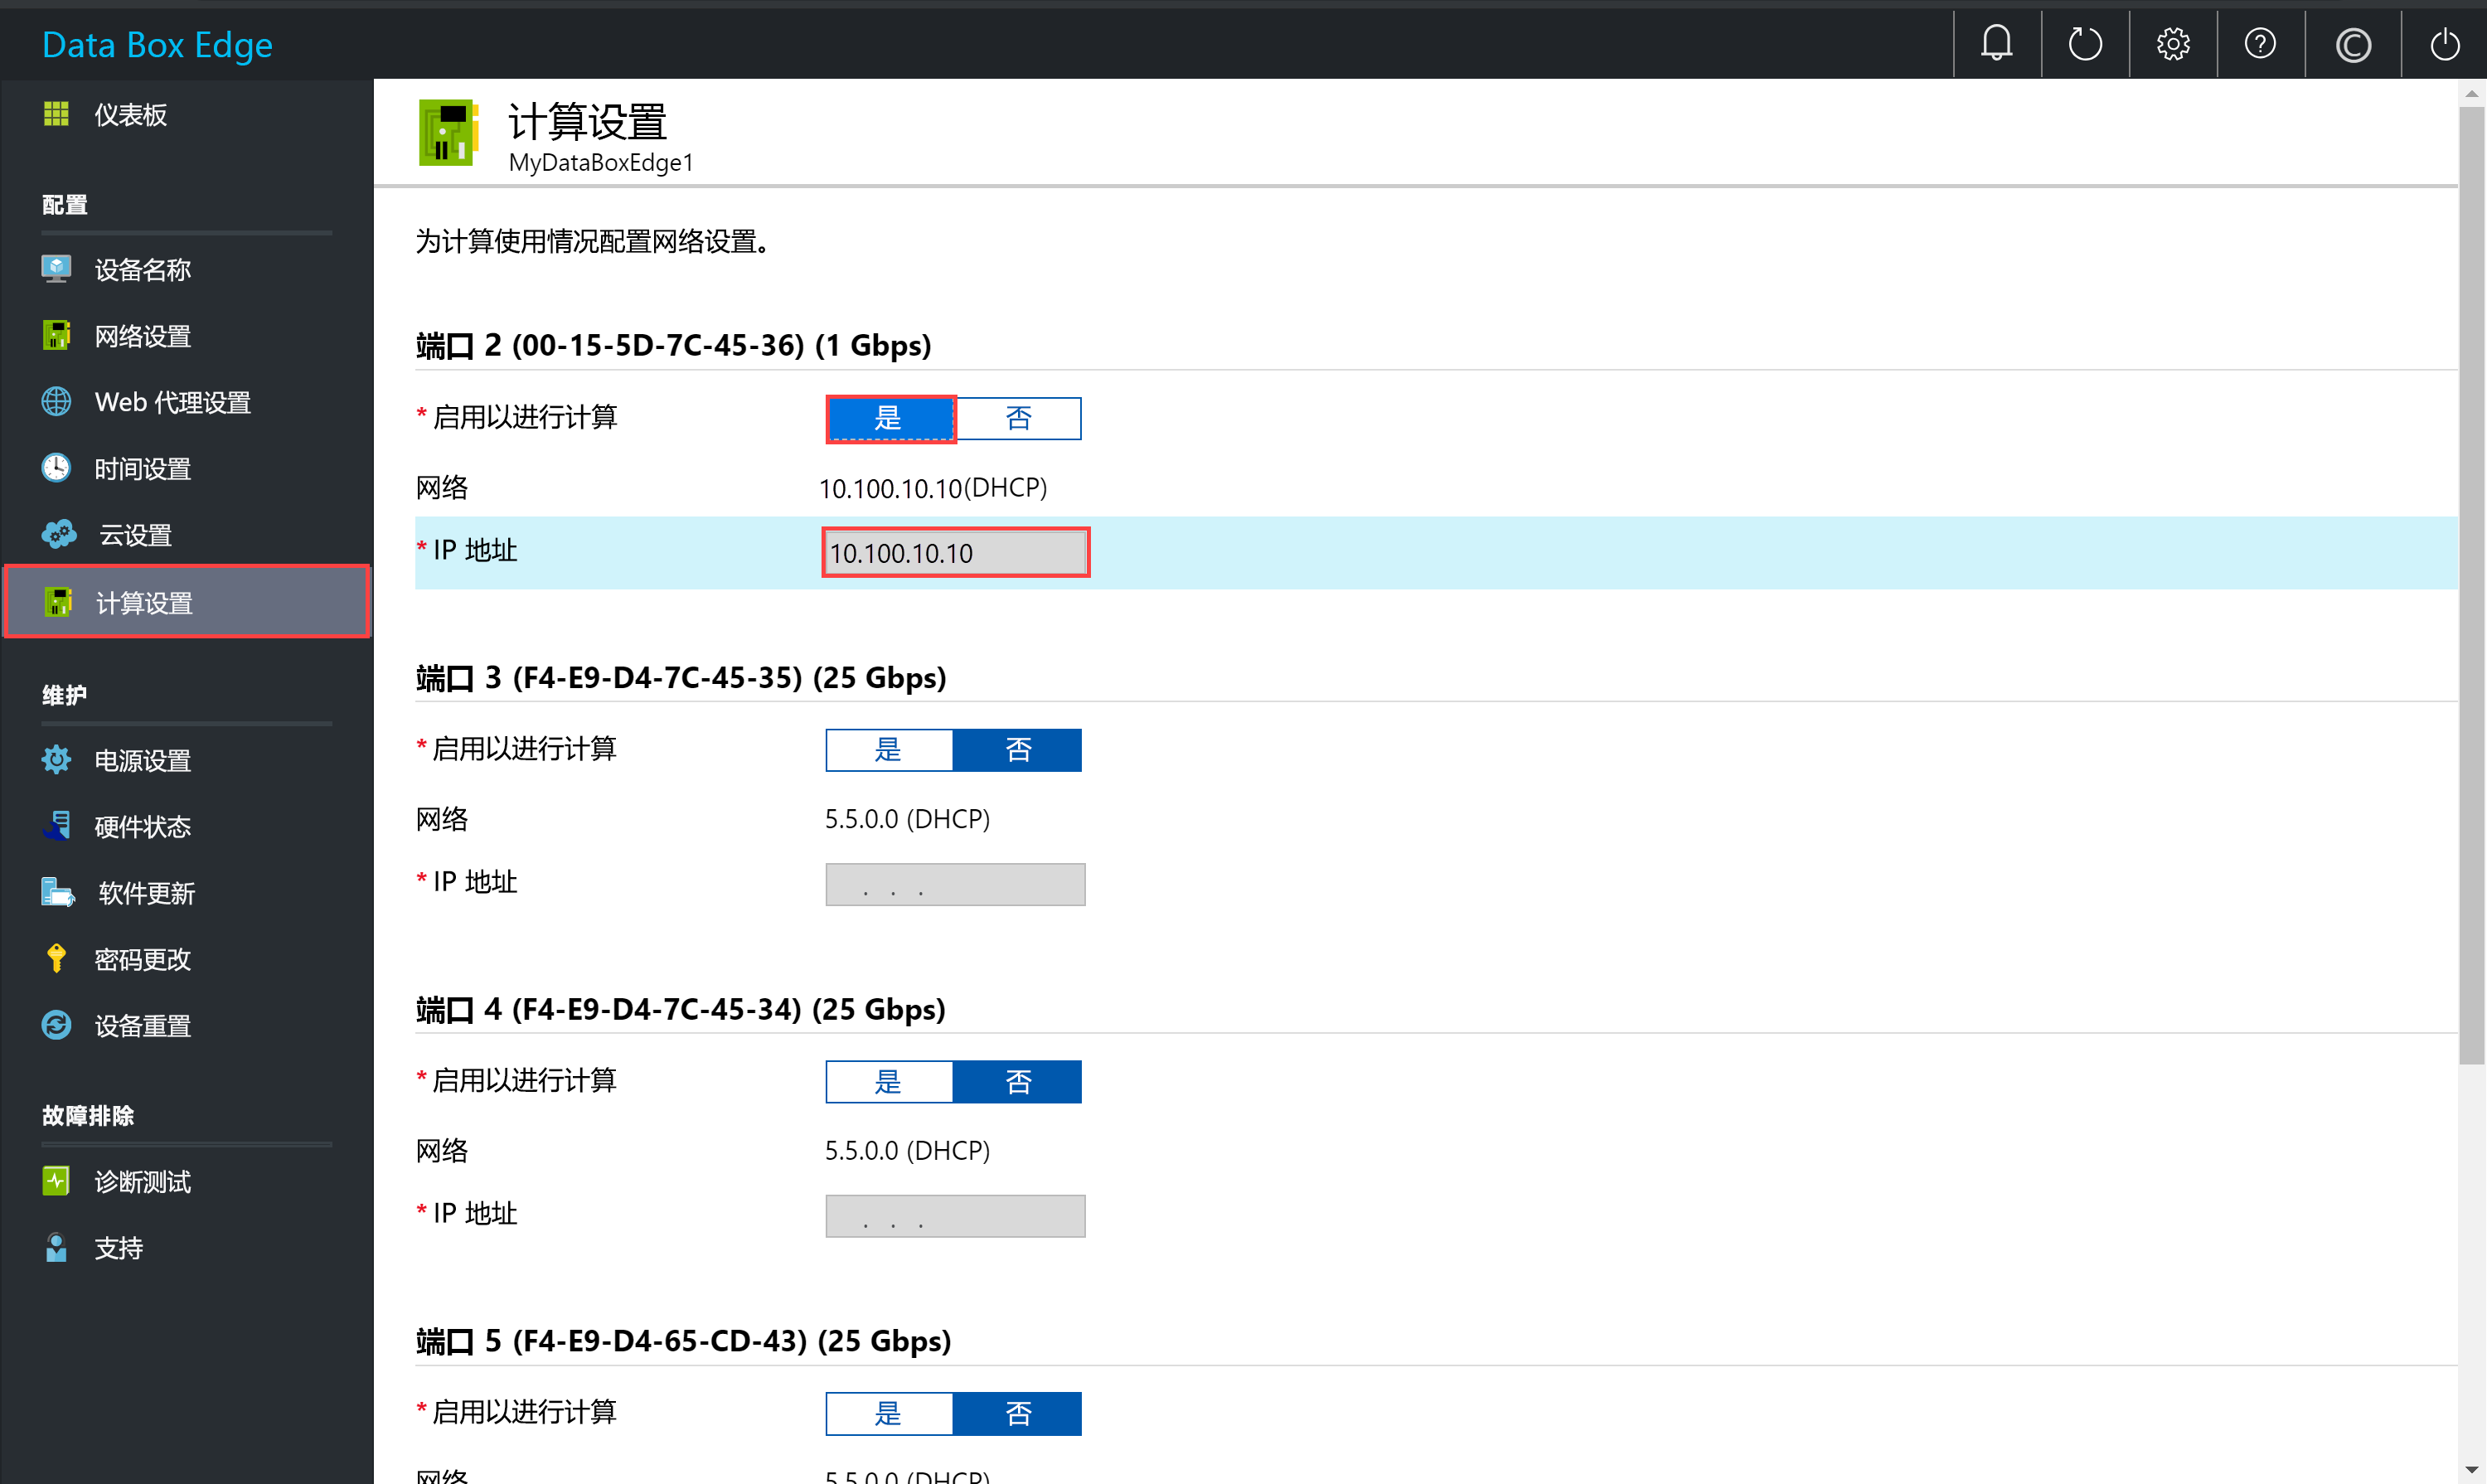 Data Box Edge
仪表板
配置
设备名称
网络设置
Web 代理设置
时间设置
云设置
计算设置
维护
电源设置
硬件状态
软件更新
密码更改
设备重置
故障排除
诊断测试
支持
计算设置
MyDataBoxEdge1
为计算使用情况配置网络设置。
端口 2 (00-15-5D-7C-45-36) (1 Gbps)
* 启用以进行计算 是 否
网络 10.100.10.10(DHCP)
* IP 地址 10.100.10.10
端口 3 (F4-E9-D4-7C-45-35) (25 Gbps)
* 启用以进行计算 是 否
网络 5.5.0.0 (DHCP)
* IP 地址 . . .
端口 4 (F4-E9-D4-7C-45-34) (25 Gbps)
* 启用以进行计算 是 否
网络 5.5.0.0 (DHCP)
* IP 地址 . . .
端口 5 (F4-E9-D4-65-CD-43) (25 Gbps)
* 启用以进行计算 是 否
网络 5.5.0.0 (DHCP)